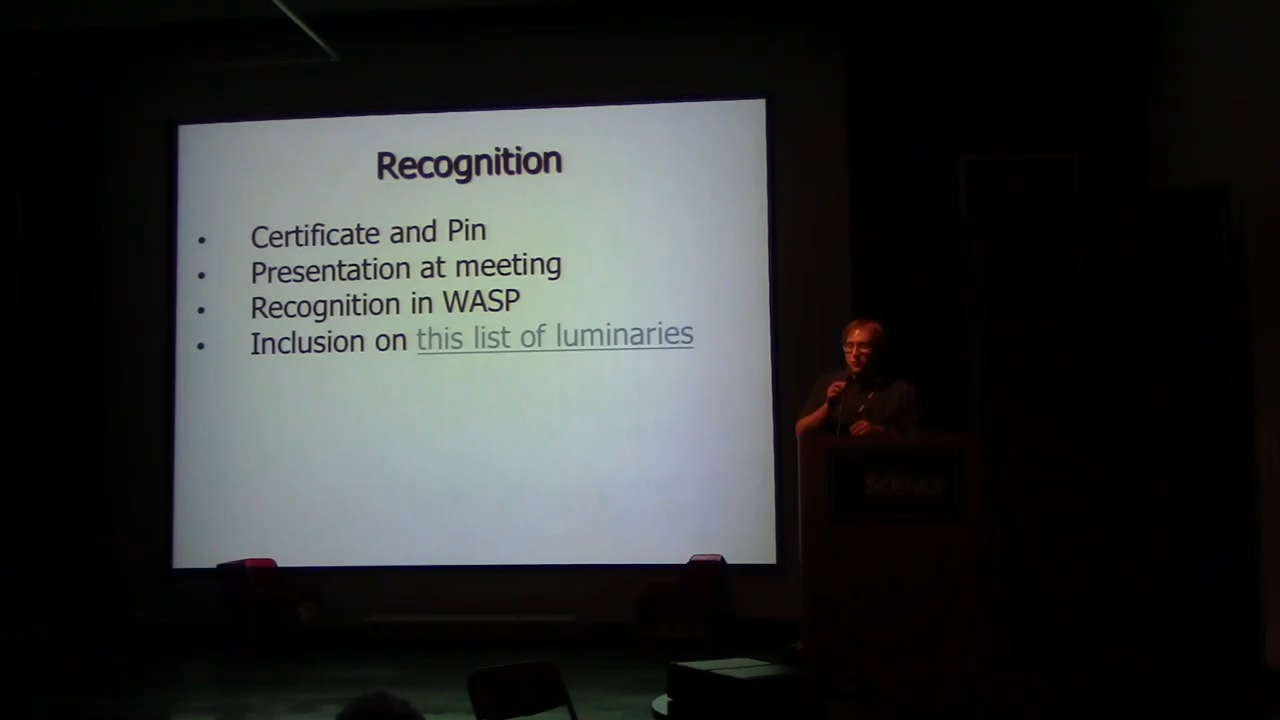 Recognition
• Certificate and Pin
• Presentation at meeting
• Recognition in WASP
• Inclusion on this list of luminaries
SCIENCE